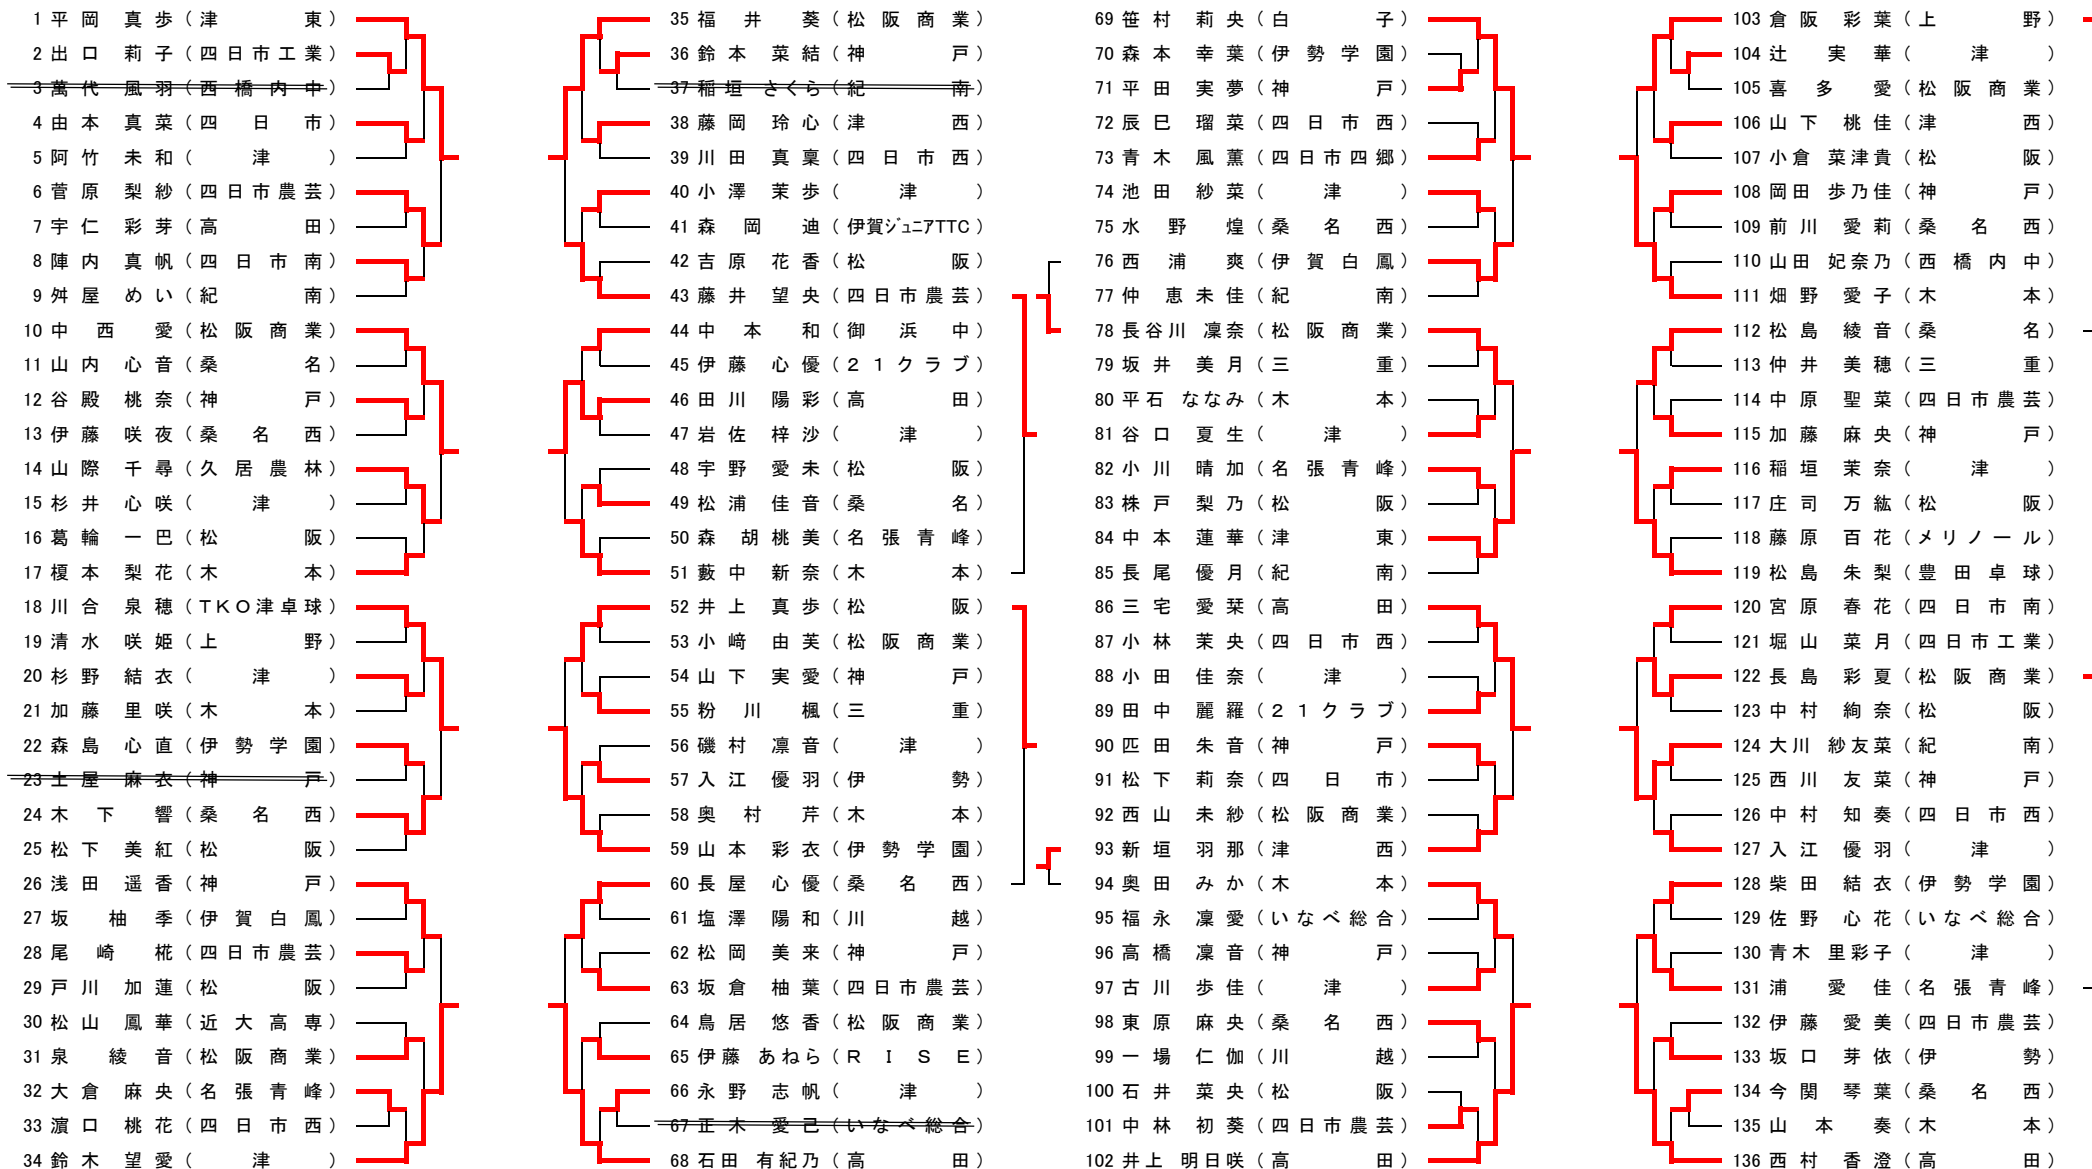 1 平岡 真歩 (津東)
2 出口 莉子 (四日市工業)
3 萬代 風羽 (西橋内中)
4 由本 真菜 (四日市)
5 阿竹 未和 (津)
6 菅原 梨紗 (四日市農芸)
7 宇仁 彩芽 (高田)
8 陣内 真帆 (四日市南)
9 舛屋 めい (紀南)
10 中西 愛 (松阪商業)
11 山内 心音 (桑名)
12 谷殿 桃奈 (神戸)
13 伊藤 咲夜 (桑名西)
14 山際 千尋 (久居農林)
15 杉井 心咲 (津)
16 葛輪 一巴 (松阪)
17 榎本 梨花 (木本)
18 川合 泉穂 (TKO津卓球)
19 清水 咲姫 (上野)
20 杉野 結衣 (津)
21 加藤 里咲 (木本)
22 森島 心直 (伊勢学園)
23 土屋 麻衣 (神戸)
24 木下 響 (桑名西)
25 松下 美紅 (松阪)
26 浅田 遥香 (神戸)
27 坂 柚季 (伊賀白鳳)
28 尾崎 椛 (四日市農芸)
29 戸川 加蓮 (松阪)
30 松山 鳳華 (近大高専)
31 泉 綾音 (松阪商業)
32 大倉 麻央 (名張青峰)
33 濵口 桃花 (四日市西)
34 鈴木 望愛 (津)
35 福井 葵 (松阪商業)
36 鈴木 菜結 (神戸)
37 稲垣 さくら (紀南)
38 藤岡 玲心 (津西)
39 川田 真稟 (四日市西)
40 小澤 茉歩 (津)
41 森岡 迪 (伊賀ジュニアTTC)
42 吉原 花香 (松阪)
43 藤井 望央 (四日市農芸)
44 中本 和 (御浜中)
45 伊藤 心優 (21クラブ)
46 田川 陽彩 (高田)
47 岩佐 梓沙 (津)
48 宇野 愛未 (松阪)
49 松浦 佳音 (桑名)
50 森 胡桃美 (名張青峰)
51 藪中 新奈 (木本)
52 井上 真歩 (松阪)
53 小﨑 由芙 (松阪商業)
54 山下 実愛 (神戸)
55 粉川 楓 (三重)
56 磯村 凛音 (津)
57 入江 優羽 (伊勢)
58 奥村 芹 (木本)
59 山本 彩衣 (伊勢学園)
60 長屋 心優 (桑名西)
61 塩澤 陽和 (川越)
62 松岡 美来 (神戸)
63 坂倉 柚葉 (四日市農芸)
64 鳥居 悠香 (松阪商業)
65 伊藤 あねら (RISE)
66 永野 志帆 (津)
67 正木 愛己 (いなべ総合)
68 石田 有紀乃 (高田)
69 笹村 莉央 (白子)
70 森本 幸葉 (伊勢学園)
71 平田 実夢 (神戸)
72 辰巳 瑠菜 (四日市西)
73 青木 風薫 (四日市四郷)
74 池田 紗菜 (津)
75 水野 煌 (桑名西)
76 西浦 爽 (伊賀白鳳)
77 仲 恵未佳 (紀南)
78 長谷川 凜奈 (松阪商業)
79 坂井 美月 (三重)
80 平石 ななみ (木本)
81 谷口 夏生 (津)
82 小川 晴加 (名張青峰)
83 株戸 梨乃 (松阪)
84 中本 蓮華 (津東)
85 長尾 優月 (紀南)
86 三宅 愛栞 (高田)
87 小林 茉央 (四日市西)
88 小田 佳奈 (津)
89 田中 麗羅 (21クラブ)
90 匹田 朱音 (神戸)
91 松下 莉奈 (四日市)
92 西山 未紗 (松阪商業)
93 新垣 羽那 (津西)
94 奥田 みか (木本)
95 福永 凜愛 (いなべ総合)
96 高橋 凜音 (神戸)
97 古川 歩佳 (津)
98 東原 麻央 (桑名西)
99 一場 仁伽 (川越)
100 石井 菜央 (松阪)
101 中林 初葵 (四日市農芸)
102 井上 明日咲 (高田)
103 倉阪 彩葉 (上野)
104 辻 実華 (津)
105 喜多 愛 (松阪商業)
106 山下 桃佳 (津西)
107 小倉 菜津貴 (松阪)
108 岡田 歩乃佳 (神戸)
109 前川 愛莉 (桑名西)
110 山田 妃奈乃 (西橋内中)
111 畑野 愛子 (木本)
112 松島 綾音 (桑名)
113 仲井 美穂 (三重)
114 中原 聖菜 (四日市農芸)
115 加藤 麻央 (神戸)
116 稲垣 茉奈 (津)
117 庄司 万紘 (松阪)
118 藤原 百花 (メリノール)
119 松島 朱梨 (豊田卓球)
120 宮原 春花 (四日市南)
121 堀山 菜月 (四日市工業)
122 長島 彩夏 (松阪商業)
123 中村 絢奈 (松阪)
124 大川 紗友菜 (紀南)
125 西川 友菜 (神戸)
126 中村 知奏 (四日市西)
127 入江 優羽 (津)
128 柴田 結衣 (伊勢学園)
129 佐野 心花 (いなべ総合)
130 青木 里彩子 (津)
131 浦 愛佳 (名張青峰)
132 伊藤 愛美 (四日市農芸)
133 坂口 芽依 (伊勢)
134 今関 琴葉 (桑名西)
135 山本 奏 (木本)
136 西村 香澄 (高田)